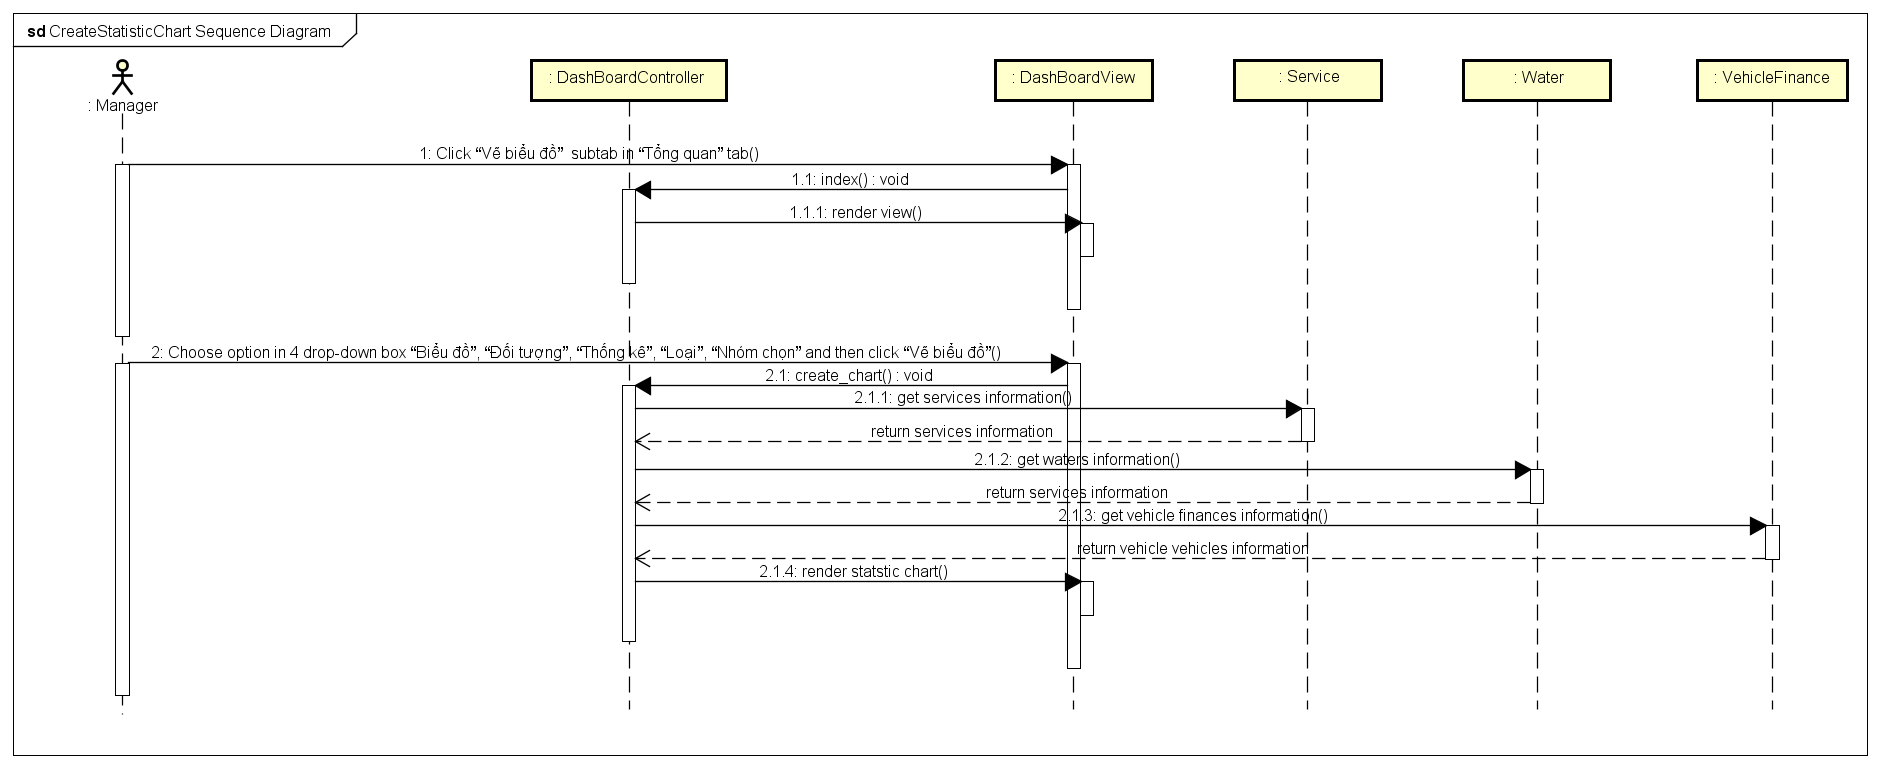 sd CreateStatisticChart Sequence Diagram
: Manager
: DashBoardController
: DashBoardView
: Service
: Water
: VehicleFinance
1: Click “Vẽ biểu đồ”  subtab in “Tổng quan” tab()
1.1: index() : void
1.1.1: render view()
2: Choose option in 4 drop-down box “Biểu đồ”, “Đối tượng”, “Thống kê”, “Loại”, “Nhóm chọn” and then click “Vẽ biểu đồ”()
2.1: create_chart() : void
2.1.1: get services information()
return services information
2.1.2: get waters information()
return services information
2.1.3: get vehicle finances information()
return vehicle vehicles information
2.1.4: render statstic chart()